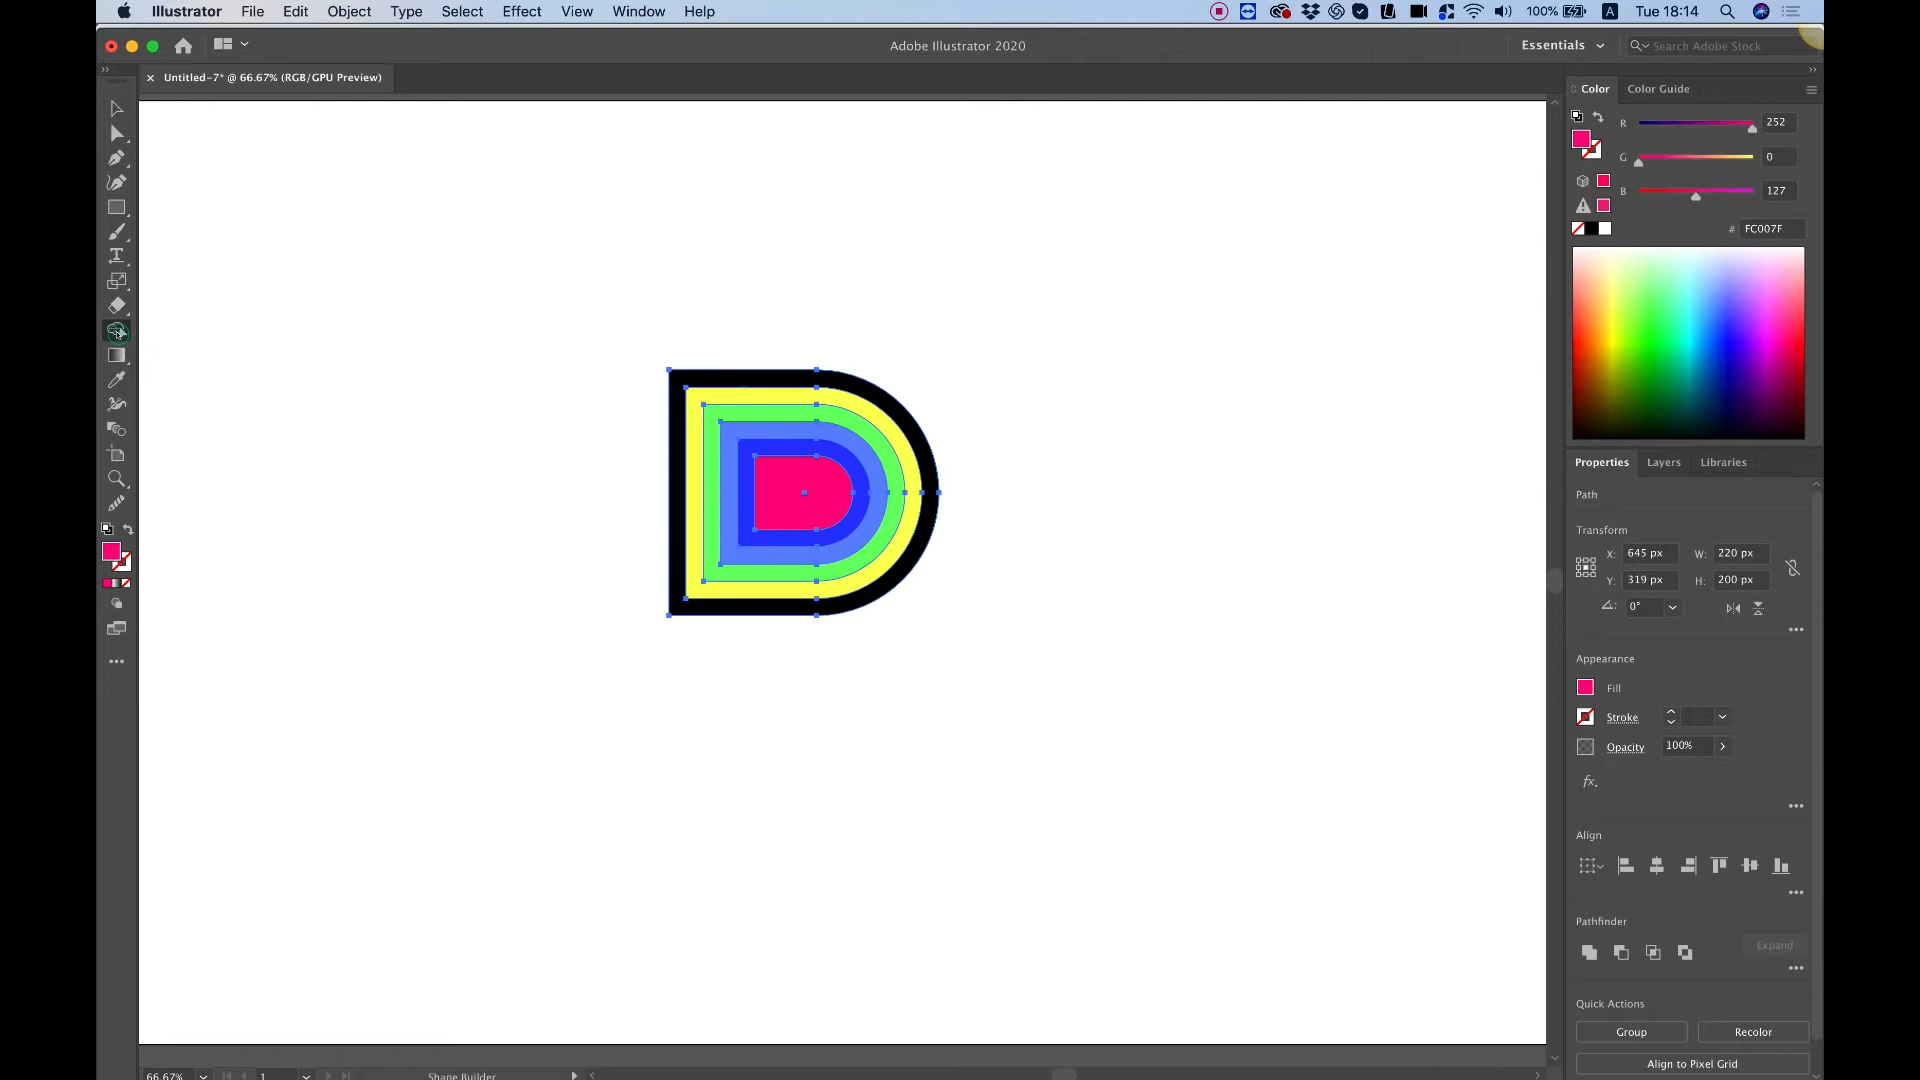 Illustrator File Edit Object Type Select Effect View Window Help 100% A Tue 18:14
Adobe Illustrator 2020 Essentials Search Adobe Stock
Untitled-7* @ 66.67% (RGB/GPU Preview)
Color Color Guide
R 252
G 0
B 127
# FC007F
Properties Layers Libraries
Path
Transform
X: 645 px W: 220 px
Y: 319 px H: 200 px
0°
Appearance
Fill
Stroke
Opacity 100%
fx.
Align
Pathfinder
Expand
Quick Actions
Group Recolor
Align to Pixel Grid
66.67% 1 Shape Builder